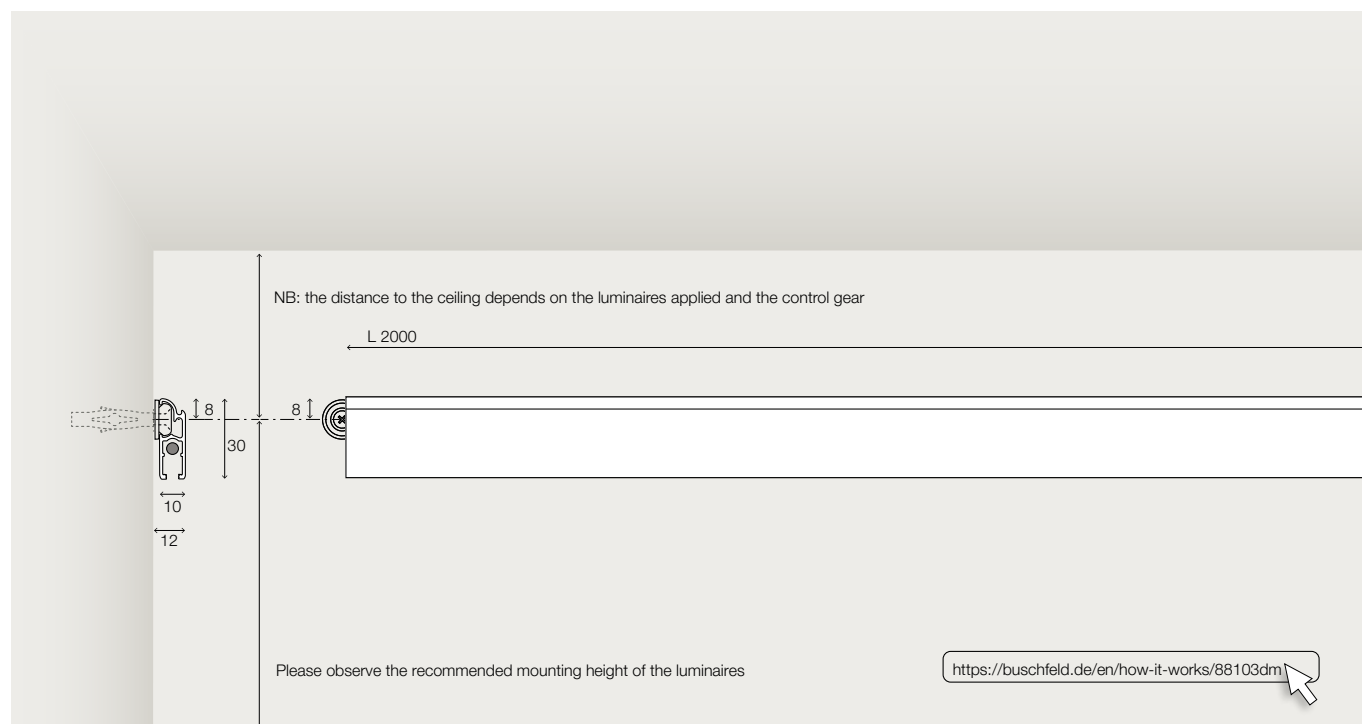 NB: the distance to the ceiling depends on the luminaires applied and the control gear
L 2000
8
8
30
10
12
Please observe the recommended mounting height of the luminaires
https://buschfeld.de/en/how-it-works/88103dm